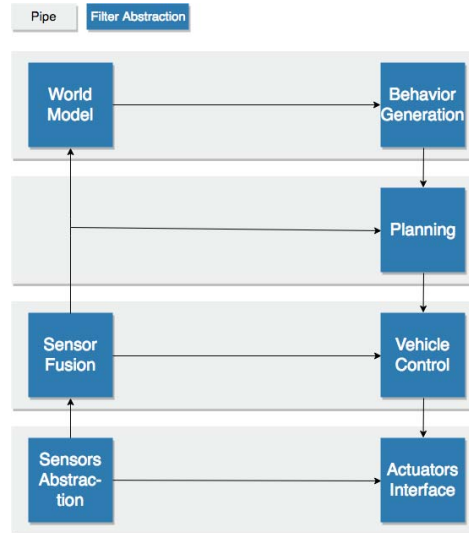 Pipe
Filter Abstraction
World
Model
Behavior
Generation
Planning
Sensor
Fusion
Vehicle
Control
Sensors
Abstrac-
tion
Actuators
Interface